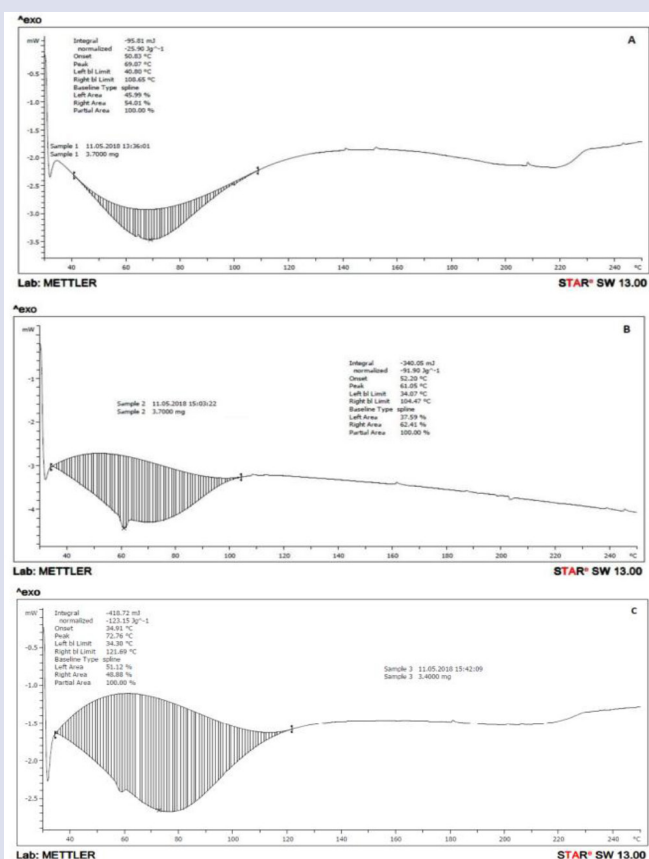 ^exo
A
mW
Integral -95.81 mJ
normalized -25.90 Jg^-1
Onset 50.83 °C
Peak 69.07 °C
Left bl Limit 40.80 °C
Right bl Limit 108.65 °C
Baseline Type spline
Left Area 45.99 %
Right Area 54.01 %
Partial Area 100.00 %
-0.5
-1.0
-1.5
Sample 1 11.05.2018 13:36:01
Sample 1 3.7000 mg
-2.0
-2.5
-3.0
-3.5
40 60 80 100 120 140 160 180 200 220 240 °C
Lab: METTLER STARe SW 13.00
^exo
B
mW
Integral -340.05 mJ
normalized -91.90 Jg^-1
Onset 52.20 °C
Peak 61.05 °C
Left bl Limit 34.07 °C
Right bl Limit 104.47 °C
Baseline Type spline
Left Area 37.59 %
Right Area 62.41 %
Partial Area 100.00 %
Sample 2 11.05.2018 15:03:22
Sample 2 3.7000 mg
-1
-2
-3
-4
40 60 80 100 120 140 160 180 200 220 240 °C
Lab: METTLER STARe SW 13.00
^exo
C
mW
Integral -418.72 mJ
normalized -123.15 Jg^-1
Onset 34.91 °C
Peak 72.76 °C
Left bl Limit 34.30 °C
Right bl Limit 121.69 °C
Baseline Type spline
Left Area 51.12 %
Right Area 48.88 %
Partial Area 100.00 %
Sample 3 11.05.2018 15:42:09
Sample 3 3.4000 mg
-0.5
-1.0
-1.5
-2.0
-2.5
40 60 80 100 120 140 160 180 200 220 240 °C
Lab: METTLER STARe SW 13.00